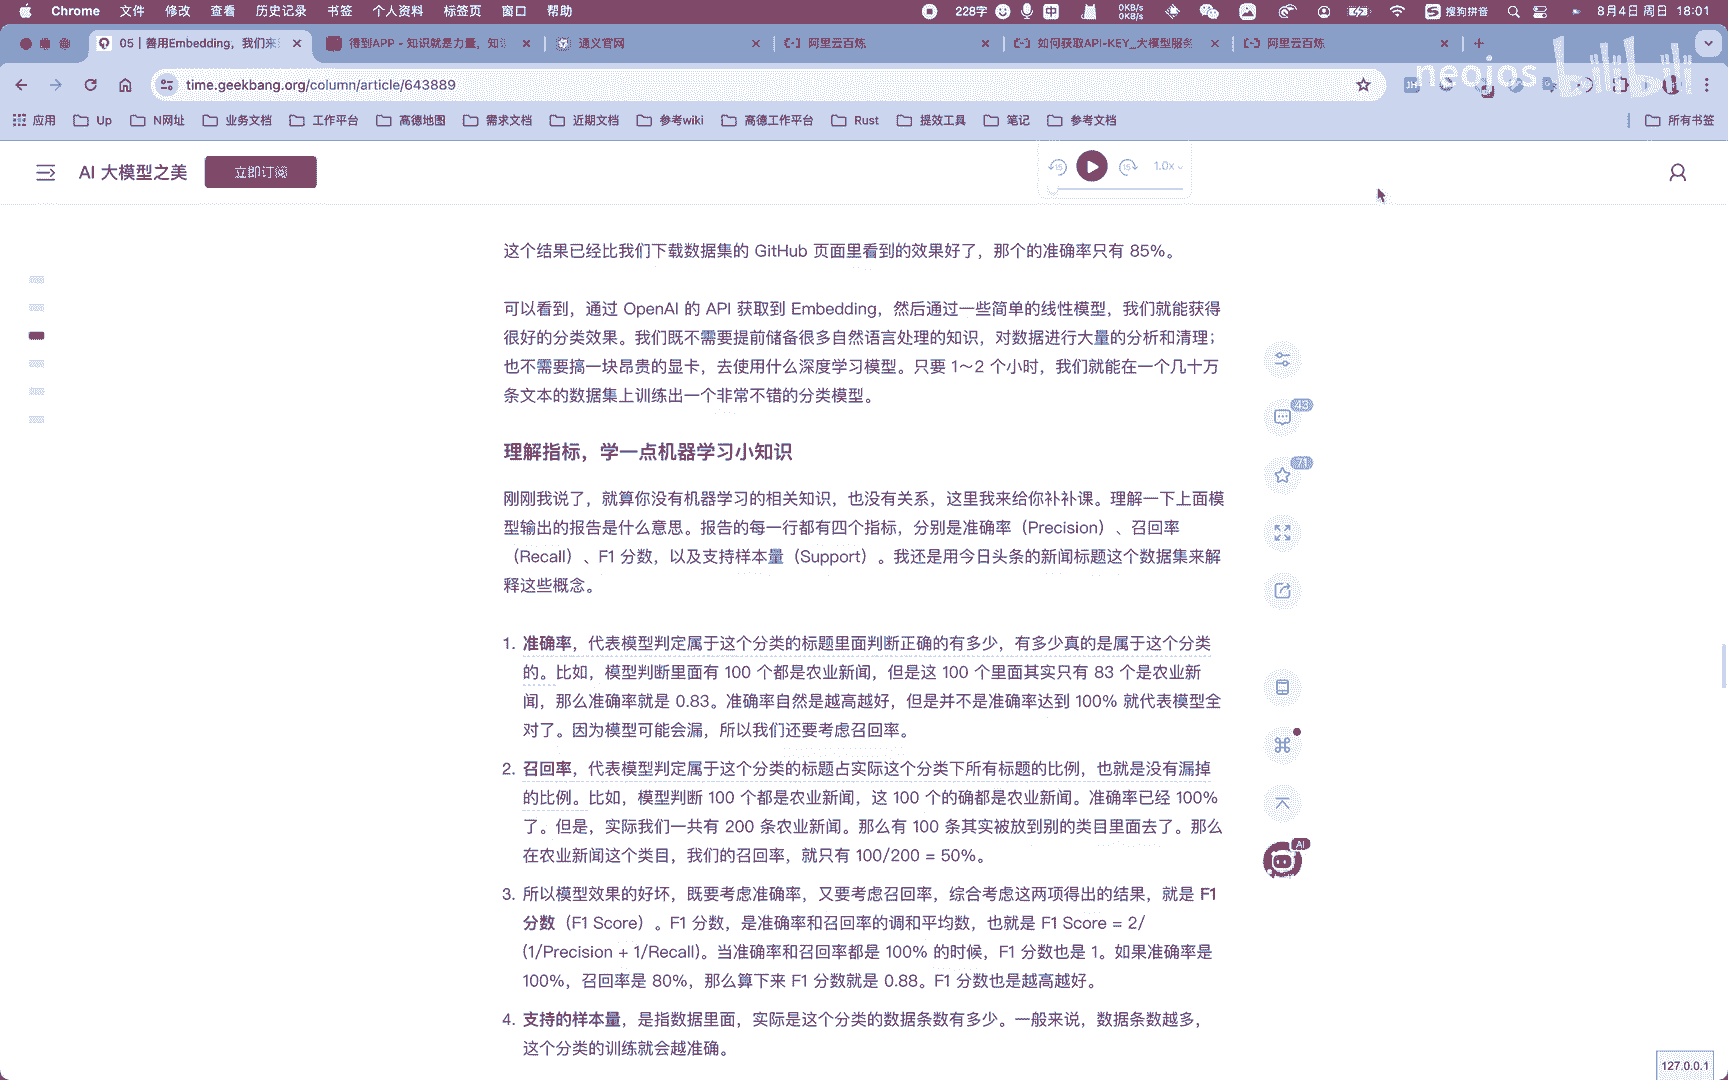 Chrome 文件 修改 查看 历史记录 书签 个人资料 标签页 窗口 帮助 228字 中 0KB/s 0KB/s 搜狗拼音 8月4日 周日 18:01
05 | 善用Embedding，我们来 得到APP - 知识就是力量，知 通义官网 阿里云百炼 如何获取API-KEY_大模型服务 阿里云百炼
neojos bilibili
time.geekbang.org/column/article/643889
应用 Up N网址 业务文档 工作平台 高德地图 需求文档 近期文档 参考wiki 高德工作平台 Rust 提效工具 笔记 参考文档 所有书签
AI 大模型之美 立即订阅 15 15 1.0x
这个结果已经比我们下载数据集的 GitHub 页面里看到的效果好了，那个的准确率只有 85%。
可以看到，通过 OpenAI 的 API 获取到 Embedding，然后通过一些简单的线性模型，我们就能获得
很好的分类效果。我们既不需要提前储备很多自然语言处理的知识，对数据进行大量的分析和清理；
也不需要搞一块昂贵的显卡，去使用什么深度学习模型。只要 1～2 个小时，我们就能在一个几十万
条文本的数据集上训练出一个非常不错的分类模型。
43
理解指标，学一点机器学习小知识
71
刚刚我说了，就算你没有机器学习的相关知识，也没有关系，这里我来给你补补课。理解一下上面模
型输出的报告是什么意思。报告的每一行都有四个指标，分别是准确率（Precision）、召回率
（Recall）、F1 分数，以及支持样本量（Support）。我还是用今日头条的新闻标题这个数据集来解
释这些概念。
1. 准确率，代表模型判定属于这个分类的标题里面判断正确的有多少，有多少真的是属于这个分类
的。比如，模型判断里面有 100 个都是农业新闻，但是这 100 个里面其实只有 83 个是农业新
闻，那么准确率就是 0.83。准确率自然是越高越好，但是并不是准确率达到 100% 就代表模型全
对了。因为模型可能会漏，所以我们还要考虑召回率。
2. 召回率，代表模型判定属于这个分类的标题占实际这个分类下所有标题的比例，也就是没有漏掉
的比例。比如，模型判断 100 个都是农业新闻，这 100 个的确都是农业新闻。准确率已经 100%
了。但是，实际我们一共有 200 条农业新闻。那么有 100 条其实被放到别的类目里面去了。那么
在农业新闻这个类目，我们的召回率，就只有 100/200 = 50%。
AI
3. 所以模型效果的好坏，既要考虑准确率，又要考虑召回率，综合考虑这两项得出的结果，就是 F1
分数（F1 Score）。F1 分数，是准确率和召回率的调和平均数，也就是 F1 Score = 2/
(1/Precision + 1/Recall)。当准确率和召回率都是 100% 的时候，F1 分数也是 1。如果准确率是
100%，召回率是 80%，那么算下来 F1 分数就是 0.88。F1 分数也是越高越好。
4. 支持的样本量，是指数据里面，实际是这个分类的数据条数有多少。一般来说，数据条数越多，
这个分类的训练就会越准确。
127.0.0.1